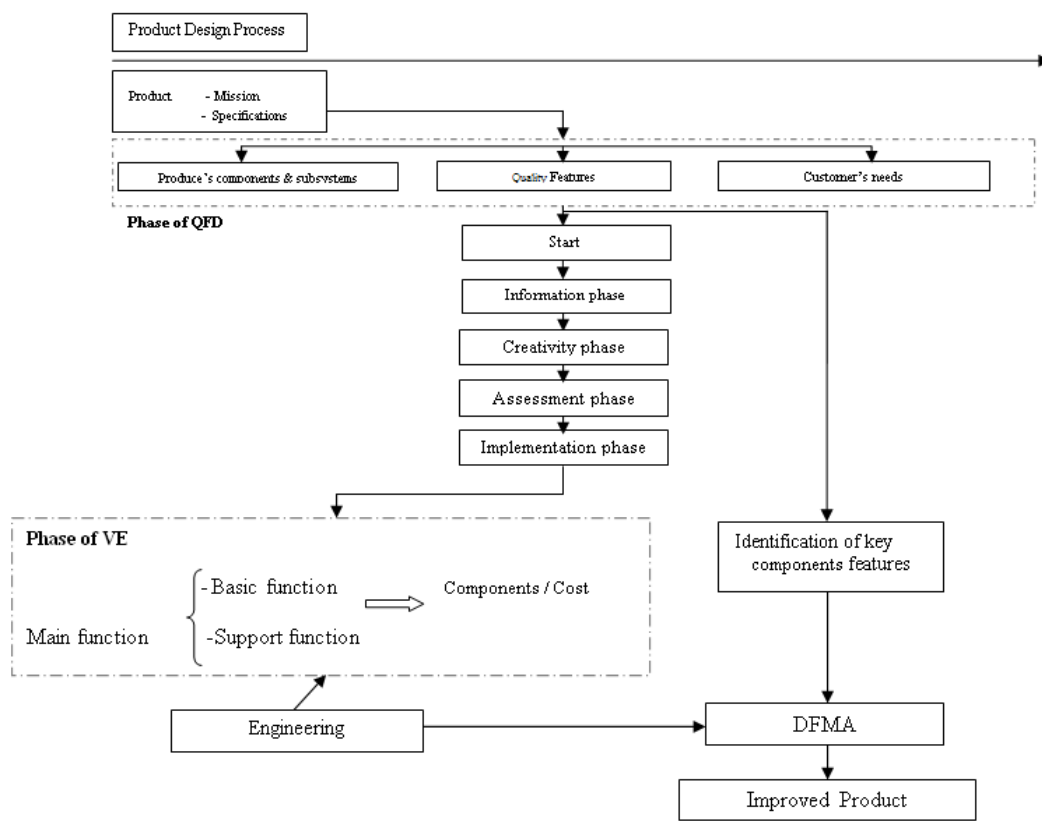 Product Design Process
Product - Mission
- Specifications
Produce's components & subsystems
Quality Features
Customer's needs
Phase of QFD
Start
Information phase
Creativity phase
Assessment phase
Implementation phase
Phase of VE
Main function
-Basic function
-Support function
Components / Cost
Identification of key
components features
Engineering
DFMA
Improved Product